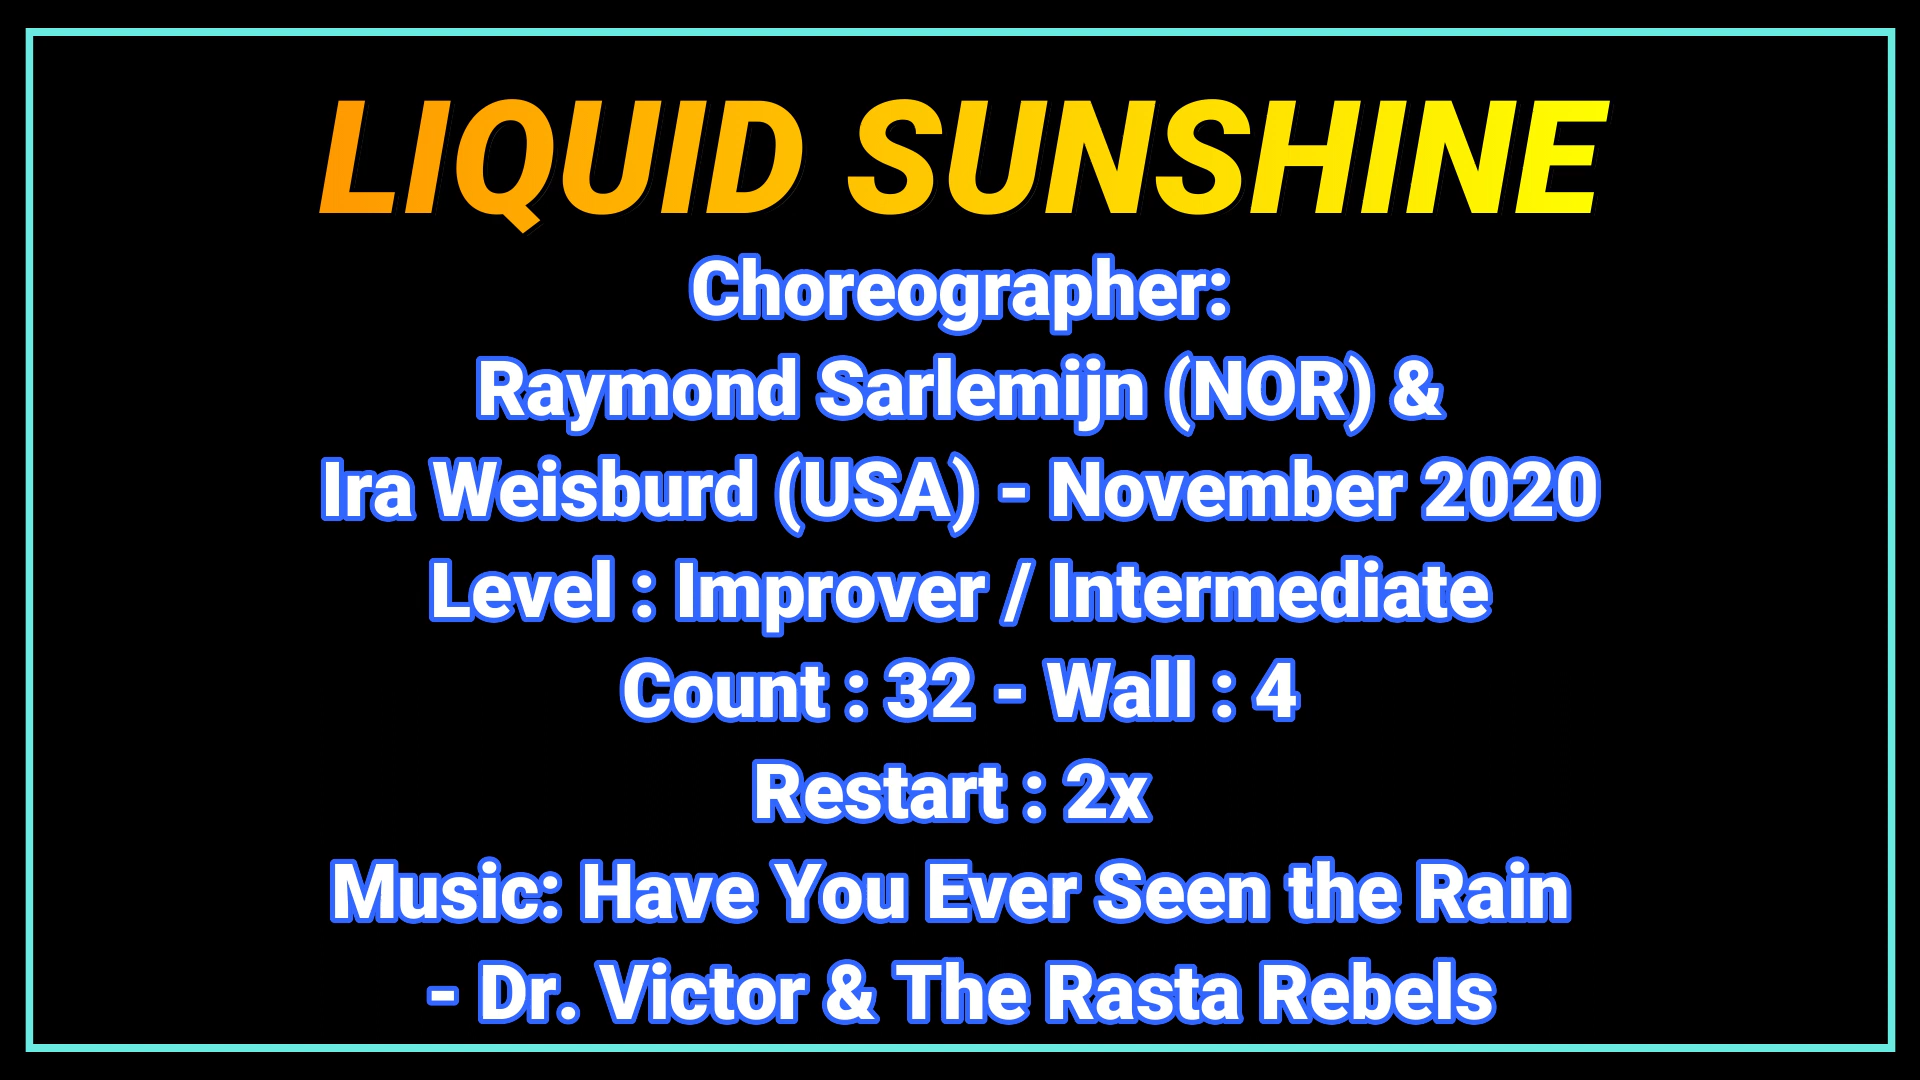 LIQUID SUNSHINE
Choreographer:
Raymond Sarlemijn (NOR) &
Ira Weisburd (USA) - November 2020
Level : Improver / Intermediate
Count : 32 - Wall : 4
Restart : 2x
Music: Have You Ever Seen the Rain
- Dr. Victor & The Rasta Rebels